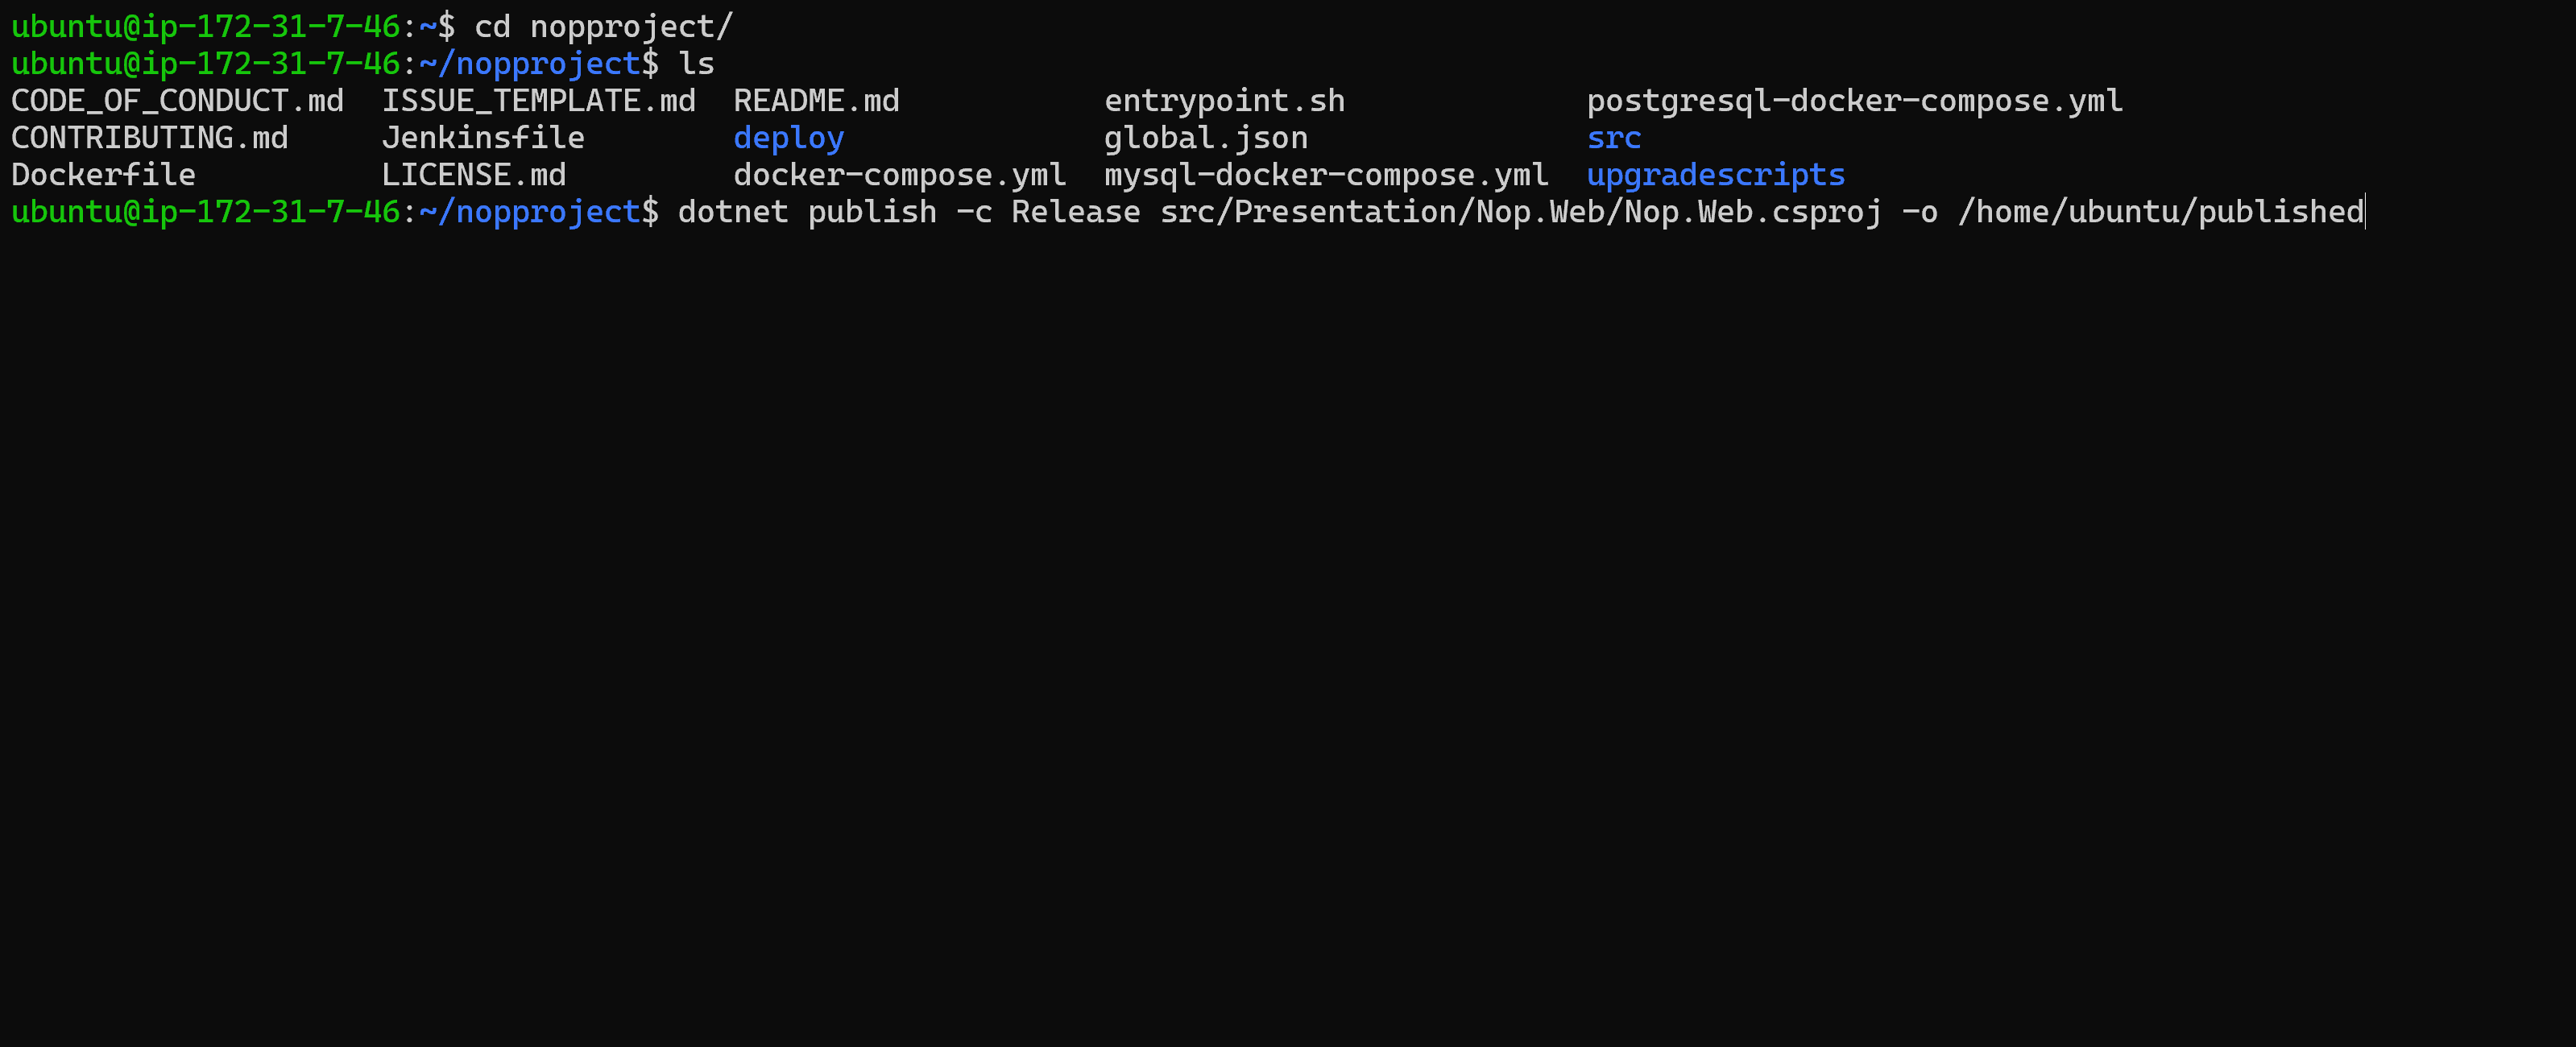 ubuntu@ip-172-31-7-46:~$ cd nopproject/
ubuntu@ip-172-31-7-46:~/nopproject$ ls
CODE_OF_CONDUCT.md  ISSUE_TEMPLATE.md  README.md           entrypoint.sh             postgresql-docker-compose.yml
CONTRIBUTING.md     Jenkinsfile        deploy              global.json               src
Dockerfile          LICENSE.md         docker-compose.yml  mysql-docker-compose.yml  upgradescripts
ubuntu@ip-172-31-7-46:~/nopproject$ dotnet publish -c Release src/Presentation/Nop.Web/Nop.Web.csproj -o /home/ubuntu/published